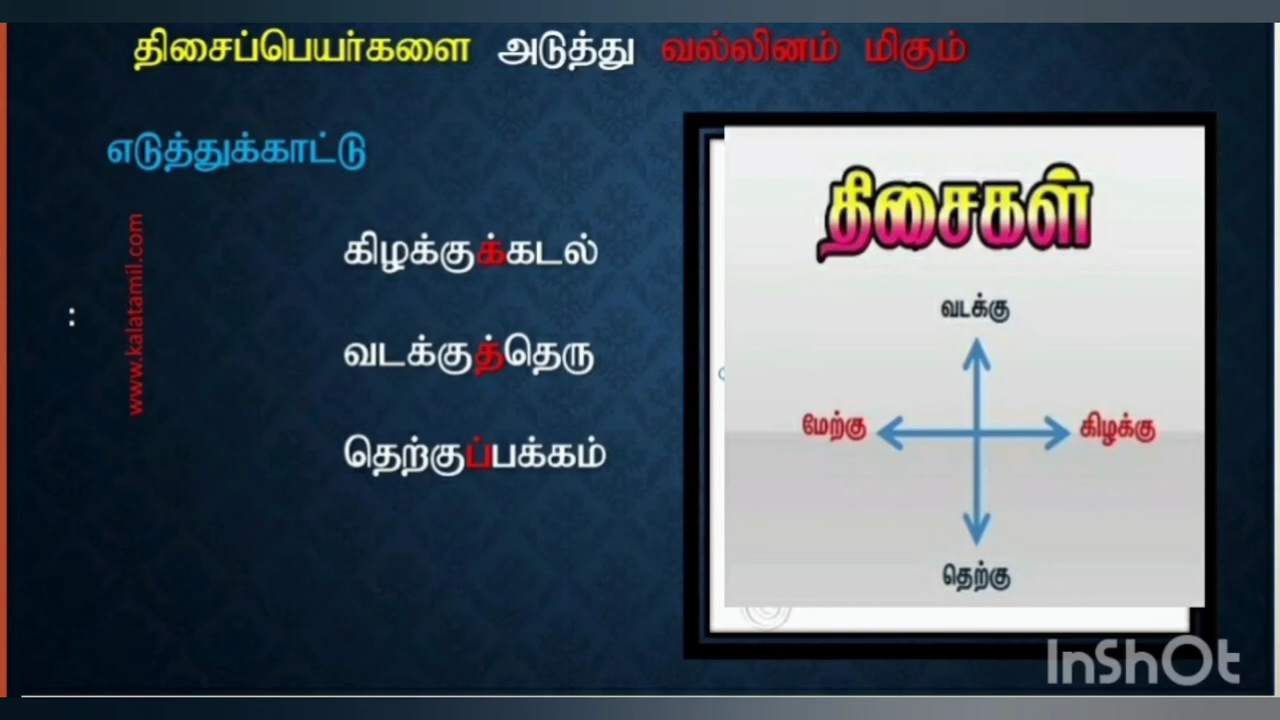 திசைப்பெயர்களை அடுத்து வல்லினம் மிகும்
எடுத்துக்காட்டு
:
www.kalatamil.com
கிழக்குக்கடல்
வடக்குத்தெரு
தெற்குப்பக்கம்
திசைகள்
வடக்கு
மேற்கு
கிழக்கு
தெற்கு
InShOt